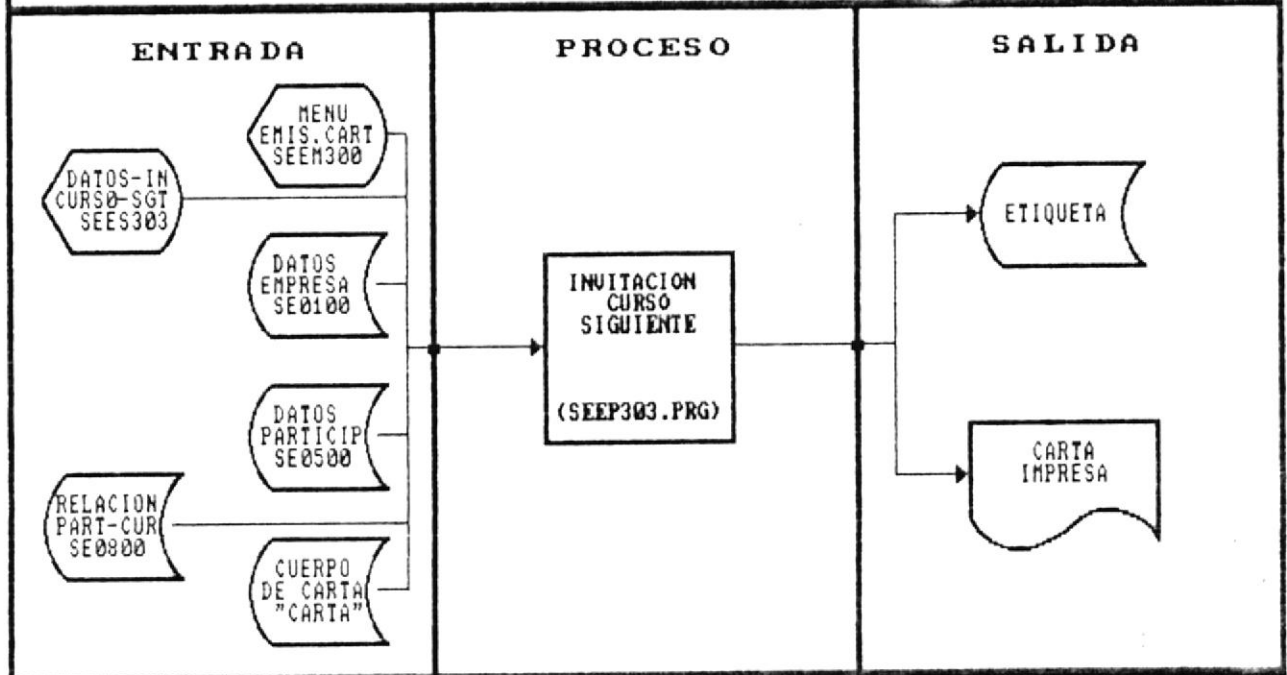 ENTRADA
MENU
EMIS.CART
SEEM300
DATOS-IN
CURSO-SGT
SEES303
DATOS
EMPRESA
SE0100
DATOS
PARTICIP
SE0500
RELACION
PART-CUR
SE0800
CUERPO
DE CARTA
"CARTA"
PROCESO
INVITACION
CURSO
SIGUIENTE
(SEEP303.PRG)
SALIDA
ETIQUETA
CARTA
IMPRESA